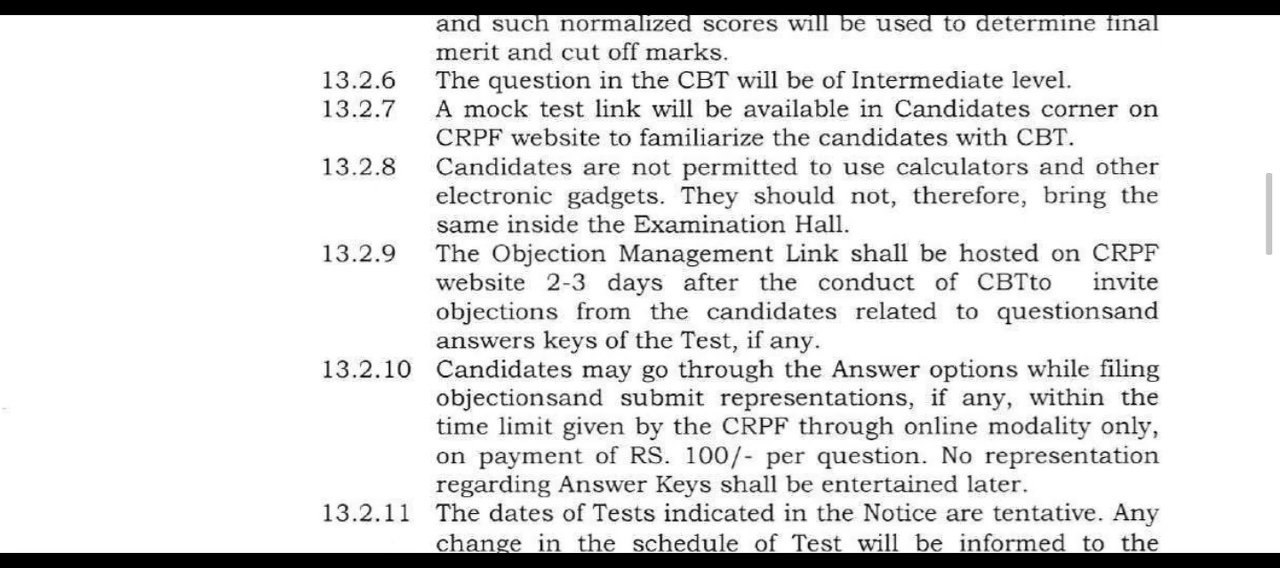 and such normalized scores will be used to determine final
merit and cut off marks.
13.2.6 The question in the CBT will be of Intermediate level.
13.2.7 A mock test link will be available in Candidates corner on
CRPF website to familiarize the candidates with CBT.
13.2.8 Candidates are not permitted to use calculators and other
electronic gadgets. They should not, therefore, bring the
same inside the Examination Hall.
13.2.9 The Objection Management Link shall be hosted on CRPF
website 2-3 days after the conduct of CBTto invite
objections from the candidates related to questionsand
answers keys of the Test, if any.
13.2.10 Candidates may go through the Answer options while filing
objectionsand submit representations, if any, within the
time limit given by the CRPF through online modality only,
on payment of RS. 100/- per question. No representation
regarding Answer Keys shall be entertained later.
13.2.11 The dates of Tests indicated in the Notice are tentative. Any
change in the schedule of Test will be informed to the